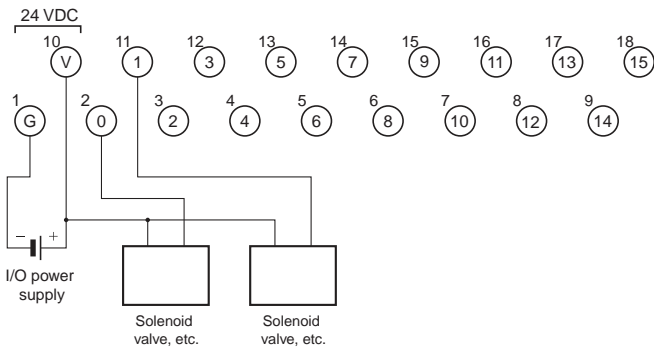 24 VDC
10 11 12 13 14 15 16 17 18
V 1 3 5 7 9 11 13 15
1 2 3 4 5 6 7 8 9
G 0 2 4 6 8 10 12 14
− +
I/O power
supply
Solenoid
valve, etc.
Solenoid
valve, etc.